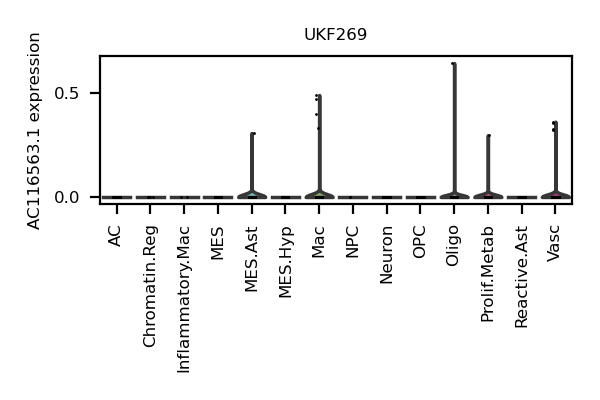 UKF269
AC116563.1 expression
0.5
0.0
AC
Chromatin.Reg
Inflammatory.Mac
MES
MES.Ast
MES.Hyp
Mac
NPC
Neuron
OPC
Oligo
Prolif.Metab
Reactive.Ast
Vasc